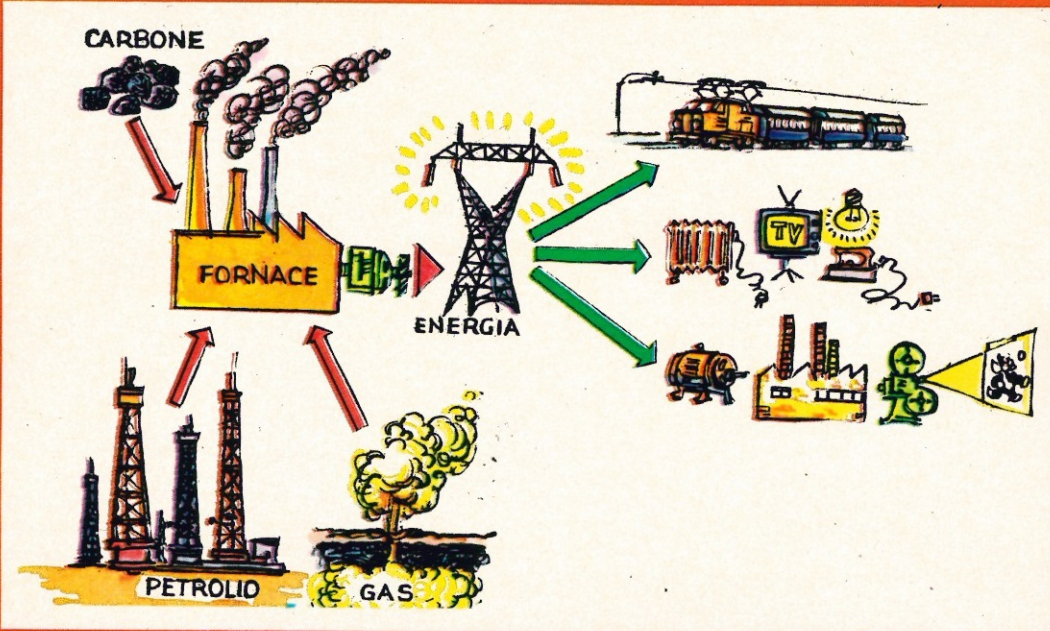 CARBONE
FORNACE
ENERGIA
TV
PETROLIO
GAS